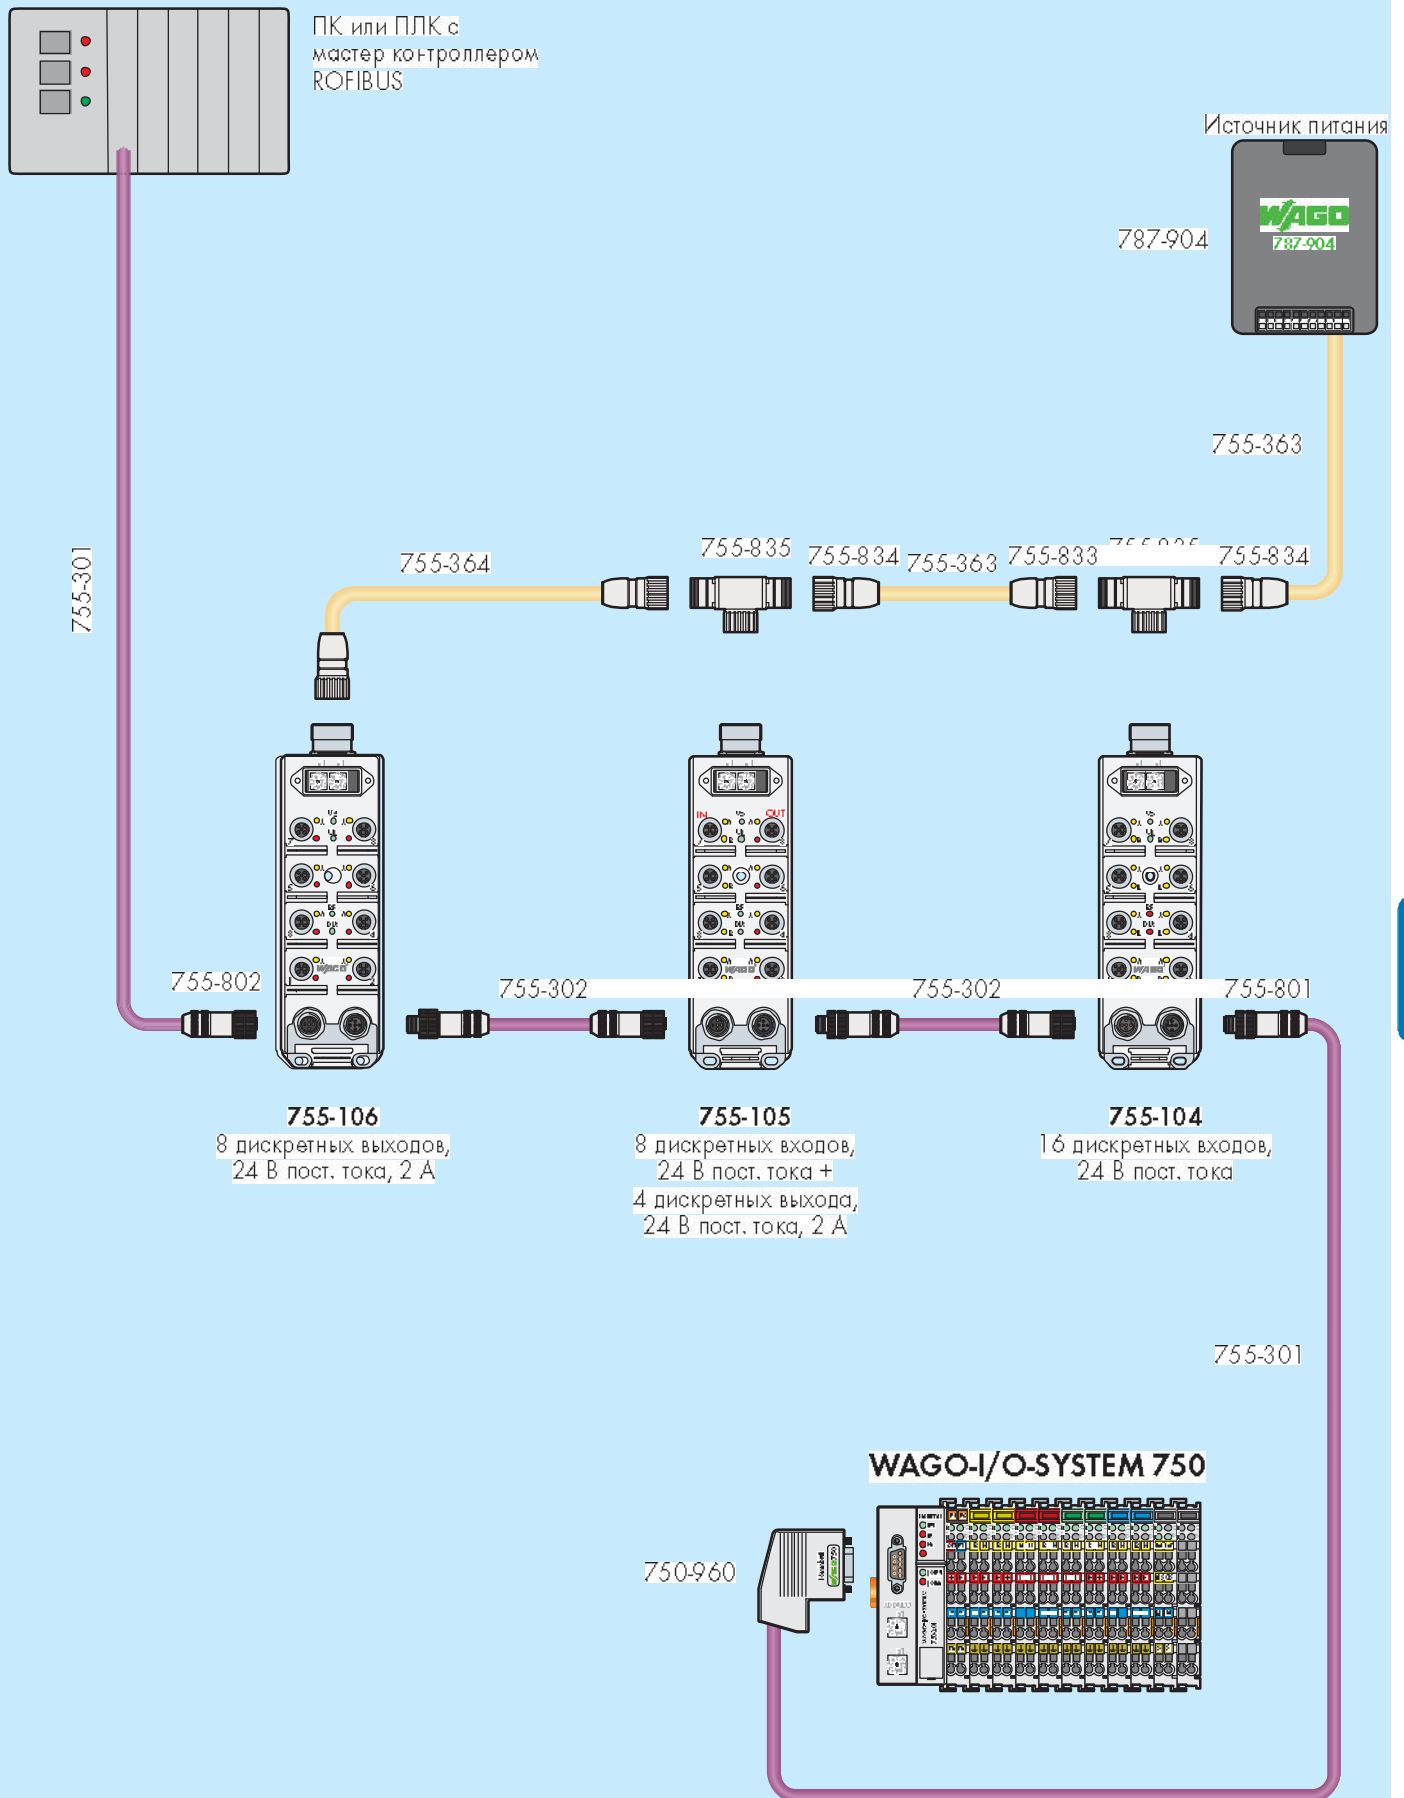 ПК или ПЛК с
мастер контроллером
ROFIBUS
Источник питания
WAGO
787-904
787-904
755-363
755-301
755-364
755-835
755-834
755-363
755-833
755-834
IN
OUT
755-802
755-302
755-302
755-801
755-106
8 дискретных выходов,
24 В пост. тока, 2 А
755-105
8 дискретных входов,
24 В пост. тока +
4 дискретных выхода,
24 В пост. тока, 2 А
755-104
16 дискретных входов,
24 В пост. тока
755-301
WAGO-I/O-SYSTEM 750
750-960